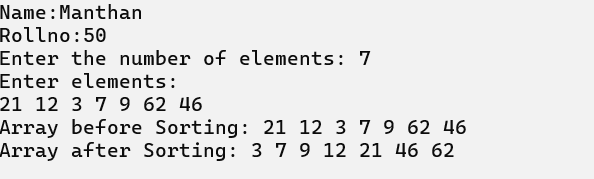 Name:Manthan
Rollno:50
Enter the number of elements: 7
Enter elements:
21 12 3 7 9 62 46
Array before Sorting: 21 12 3 7 9 62 46
Array after Sorting: 3 7 9 12 21 46 62